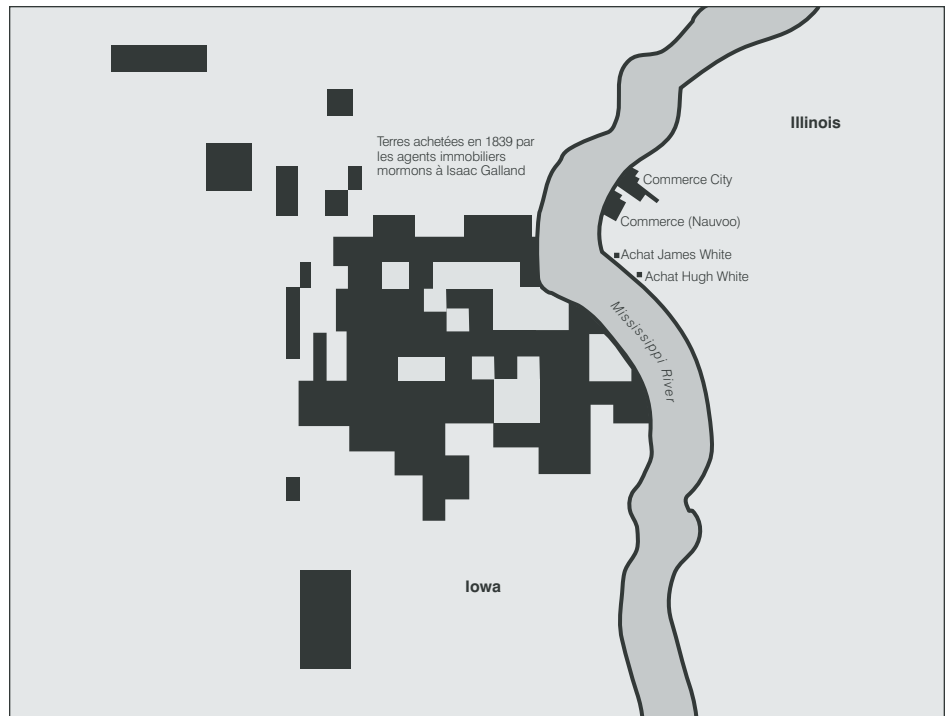 Illinois
Terres achetées en 1839 par
les agents immobiliers
mormons à Isaac Galland
Commerce City
Commerce (Nauvoo)
Achat James White
Achat Hugh White
Mississippi River
Iowa